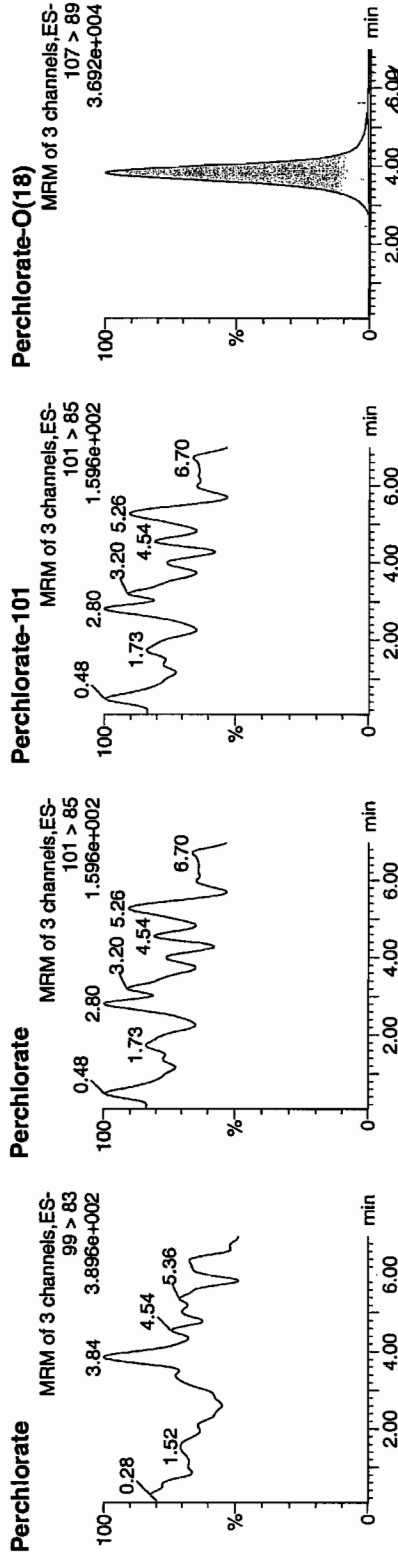 Perchlorate
MRM of 3 channels,ES-
99 > 83
3.896e+002
100
%
0
0.28
1.52
3.84
4.54
5.36
2.00
4.00
6.00
min
Perchlorate
MRM of 3 channels,ES-
101 > 85
1.596e+002
100
%
0
0.48
1.73
2.80
3.20
5.26
4.54
6.70
2.00
4.00
6.00
min
Perchlorate-101
MRM of 3 channels,ES-
101 > 85
1.596e+002
100
%
0
0.48
1.73
2.80
3.20
5.26
4.54
6.70
2.00
4.00
6.00
min
Perchlorate-O(18)
MRM of 3 channels,ES-
107 > 89
3.692e+004
100
%
0
2.00
4.00
6.00
min